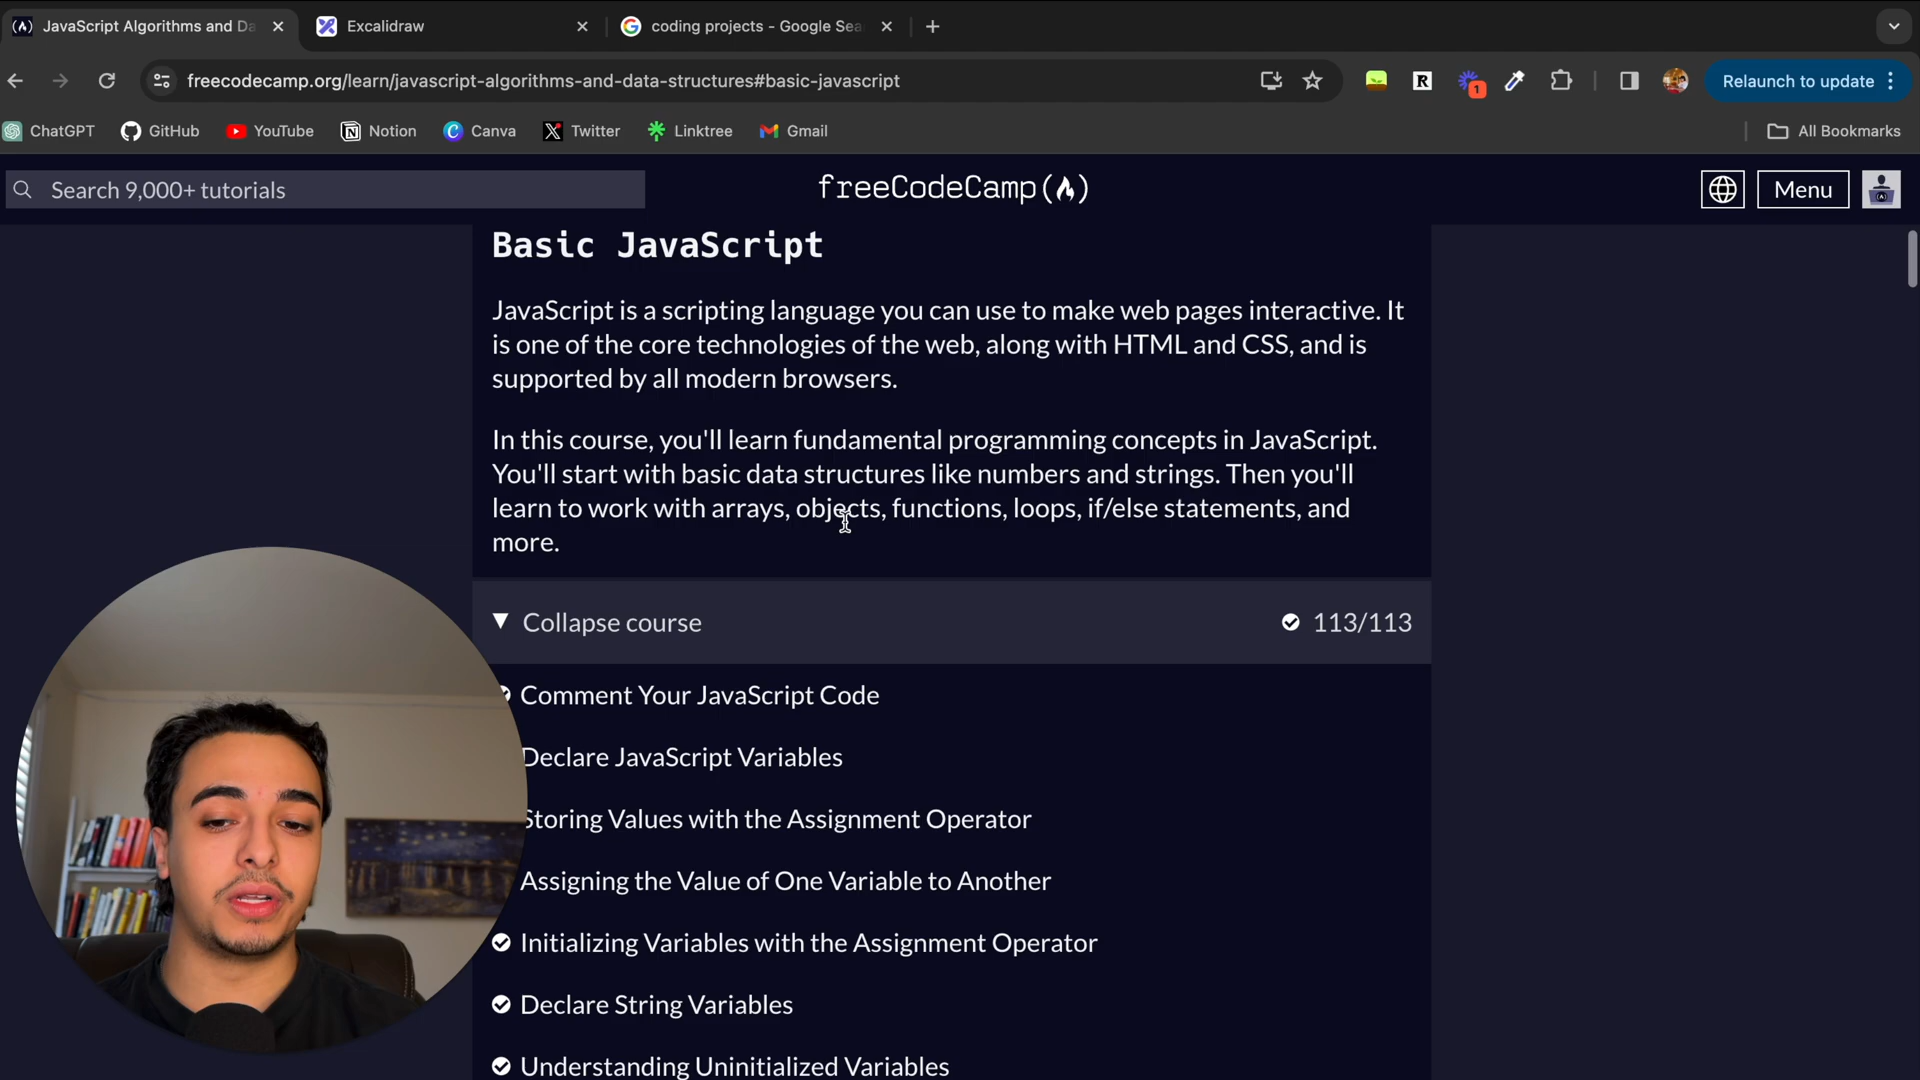 JavaScript Algorithms and Da
Excalidraw
coding projects - Google Sea
freecodecamp.org/learn/javascript-algorithms-and-data-structures#basic-javascript
1
Relaunch to update
ChatGPT
GitHub
YouTube
Notion
Canva
Twitter
Linktree
Gmail
All Bookmarks
Search 9,000+ tutorials
freeCodeCamp
Menu
Basic JavaScript
JavaScript is a scripting language you can use to make web pages interactive. It
is one of the core technologies of the web, along with HTML and CSS, and is
supported by all modern browsers.
In this course, you'll learn fundamental programming concepts in JavaScript.
You'll start with basic data structures like numbers and strings. Then you'll
learn to work with arrays, objects, functions, loops, if/else statements, and
more.
Collapse course
113/113
Comment Your JavaScript Code
Declare JavaScript Variables
Storing Values with the Assignment Operator
Assigning the Value of One Variable to Another
Initializing Variables with the Assignment Operator
Declare String Variables
Understanding Uninitialized Variables